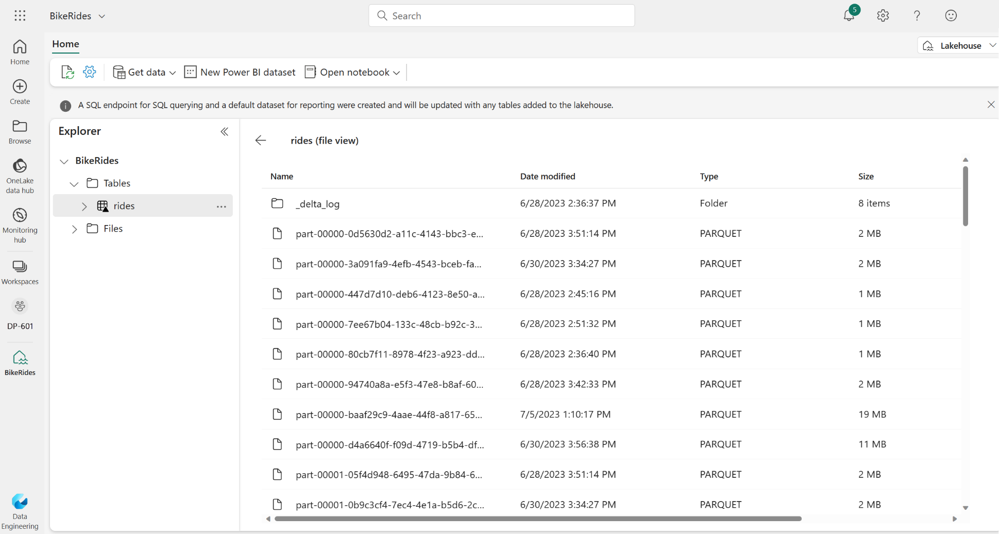 BikeRides
Search
5
Home
Lakehouse
Get data
New Power BI dataset
Open notebook
A SQL endpoint for SQL querying and a default dataset for reporting were created and will be updated with any tables added to the lakehouse.
Home
Create
Browse
OneLake
data hub
Monitoring
hub
Workspaces
DP-601
BikeRides
Data
Engineering
Explorer
BikeRides
Tables
rides
Files
rides (file view)
Name Date modified Type Size
_delta_log 6/28/2023 2:36:37 PM Folder 8 items
part-00000-0d5630d2-a11c-4143-bbc3-e... 6/28/2023 3:51:14 PM PARQUET 2 MB
part-00000-3a091fa9-4efb-4543-bceb-fa... 6/30/2023 3:34:27 PM PARQUET 2 MB
part-00000-447d7d10-deb6-4123-8e50-a... 6/28/2023 2:45:16 PM PARQUET 1 MB
part-00000-7ee67b04-133c-48cb-b92c-3... 6/28/2023 2:51:32 PM PARQUET 1 MB
part-00000-80cb7f11-8978-4f23-a923-dd... 6/28/2023 2:36:40 PM PARQUET 1 MB
part-00000-94740a8a-e5f3-47e8-b8af-60... 6/28/2023 3:42:33 PM PARQUET 2 MB
part-00000-baaf29c9-4aae-44f8-a817-65... 7/5/2023 1:10:17 PM PARQUET 19 MB
part-00000-d4a6640f-f09d-4719-b5b4-df... 6/30/2023 3:56:38 PM PARQUET 11 MB
part-00001-05f4d948-6495-47da-9b84-6... 6/28/2023 3:51:14 PM PARQUET 2 MB
part-00001-0b9c3cf4-7ec4-4e1a-b5d6-2c... 6/30/2023 3:34:27 PM PARQUET 2 MB